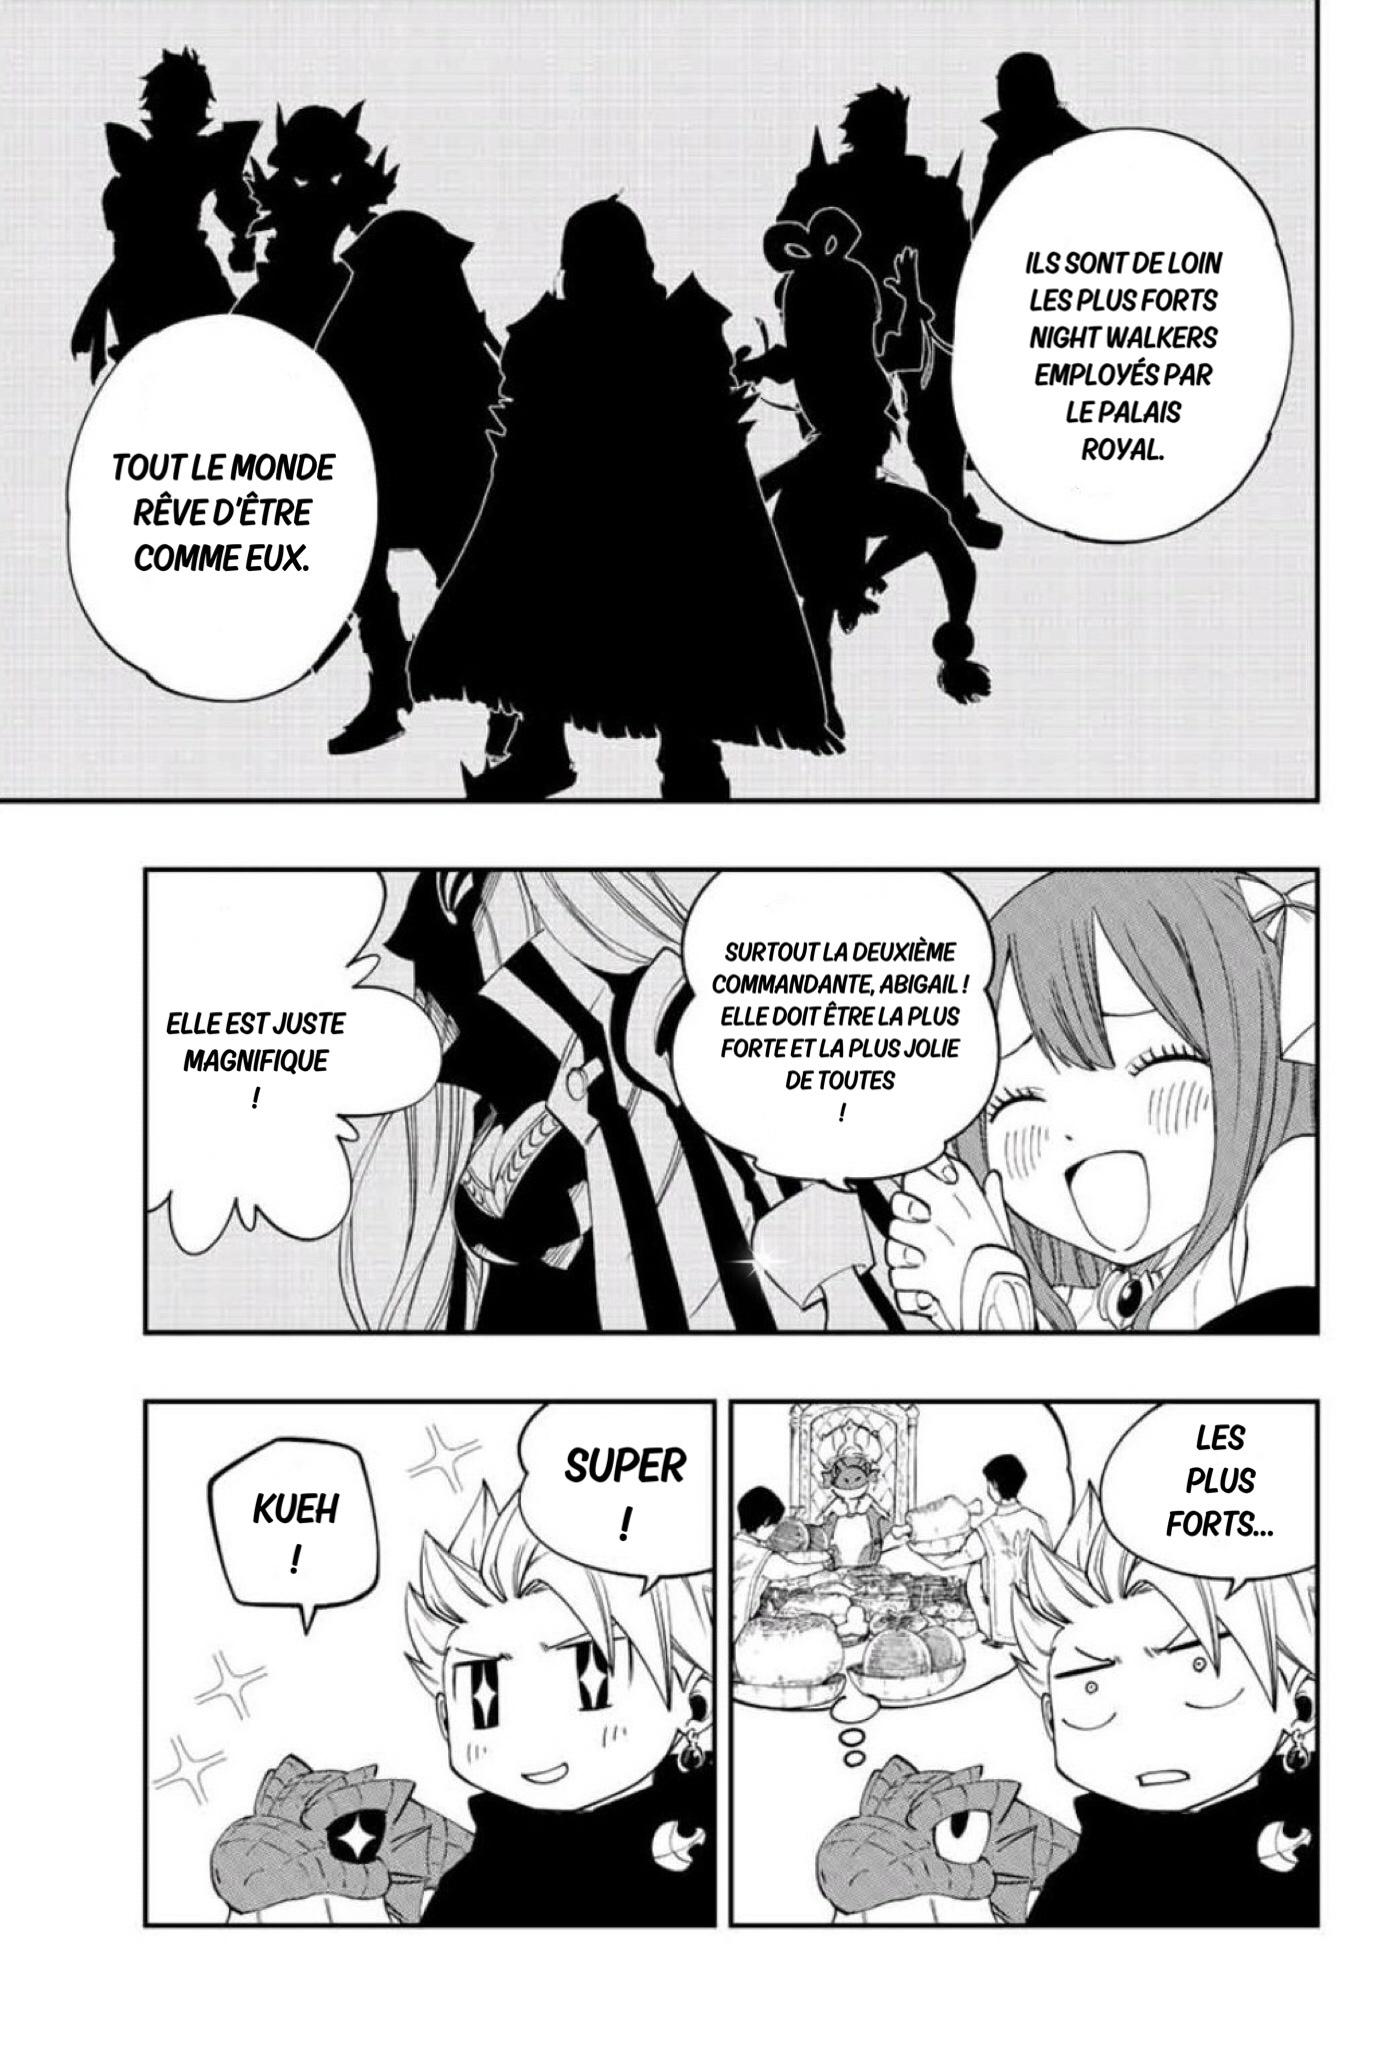 ILS SONT DE LOIN
LES PLUS FORTS
NIGHT WALKERS
EMPLOYÉS PAR
LE PALAIS
ROYAL.
TOUT LE MONDE
RÊVE D'ÊTRE
COMME EUX.
SURTOUT LA DEUXIÈME
COMMANDANTE, ABIGAIL !
ELLE DOIT ÊTRE LA PLUS
FORTE ET LA PLUS JOLIE
DE TOUTES
!
ELLE EST JUSTE
MAGNIFIQUE
!
LES
PLUS
FORTS...
SUPER
!
KUEH
!